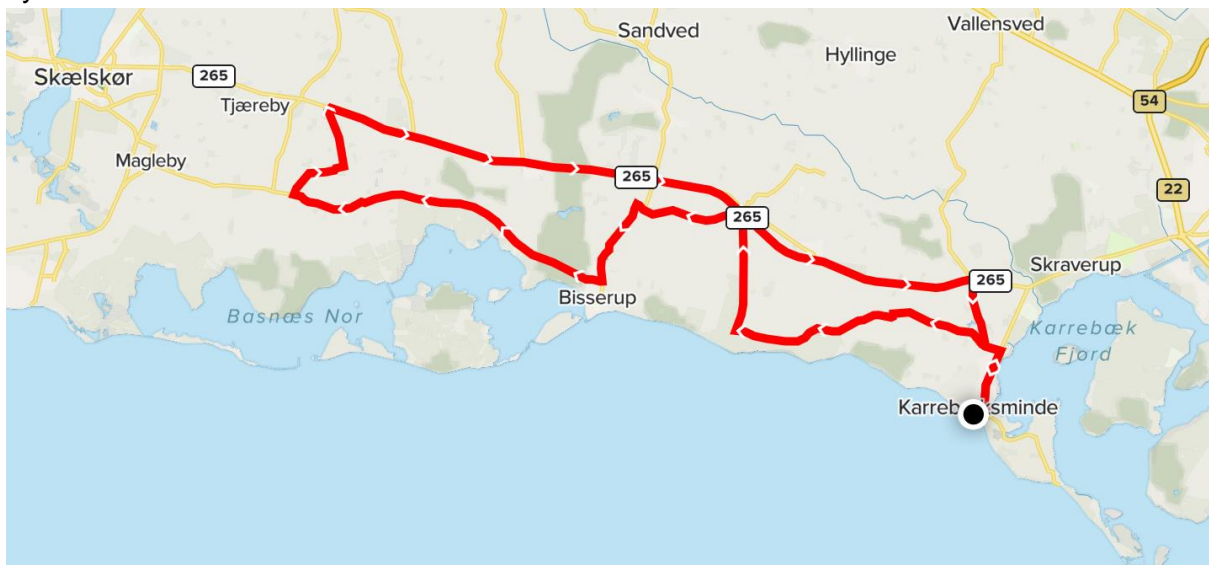 Sandved
Vallensved
Hyllinge
Skælskør
265
Tjæreby
54
Magleby
265
22
265
Skraverup
265
Bisserup
Basnæs Nor
Karrebæk
Fjord